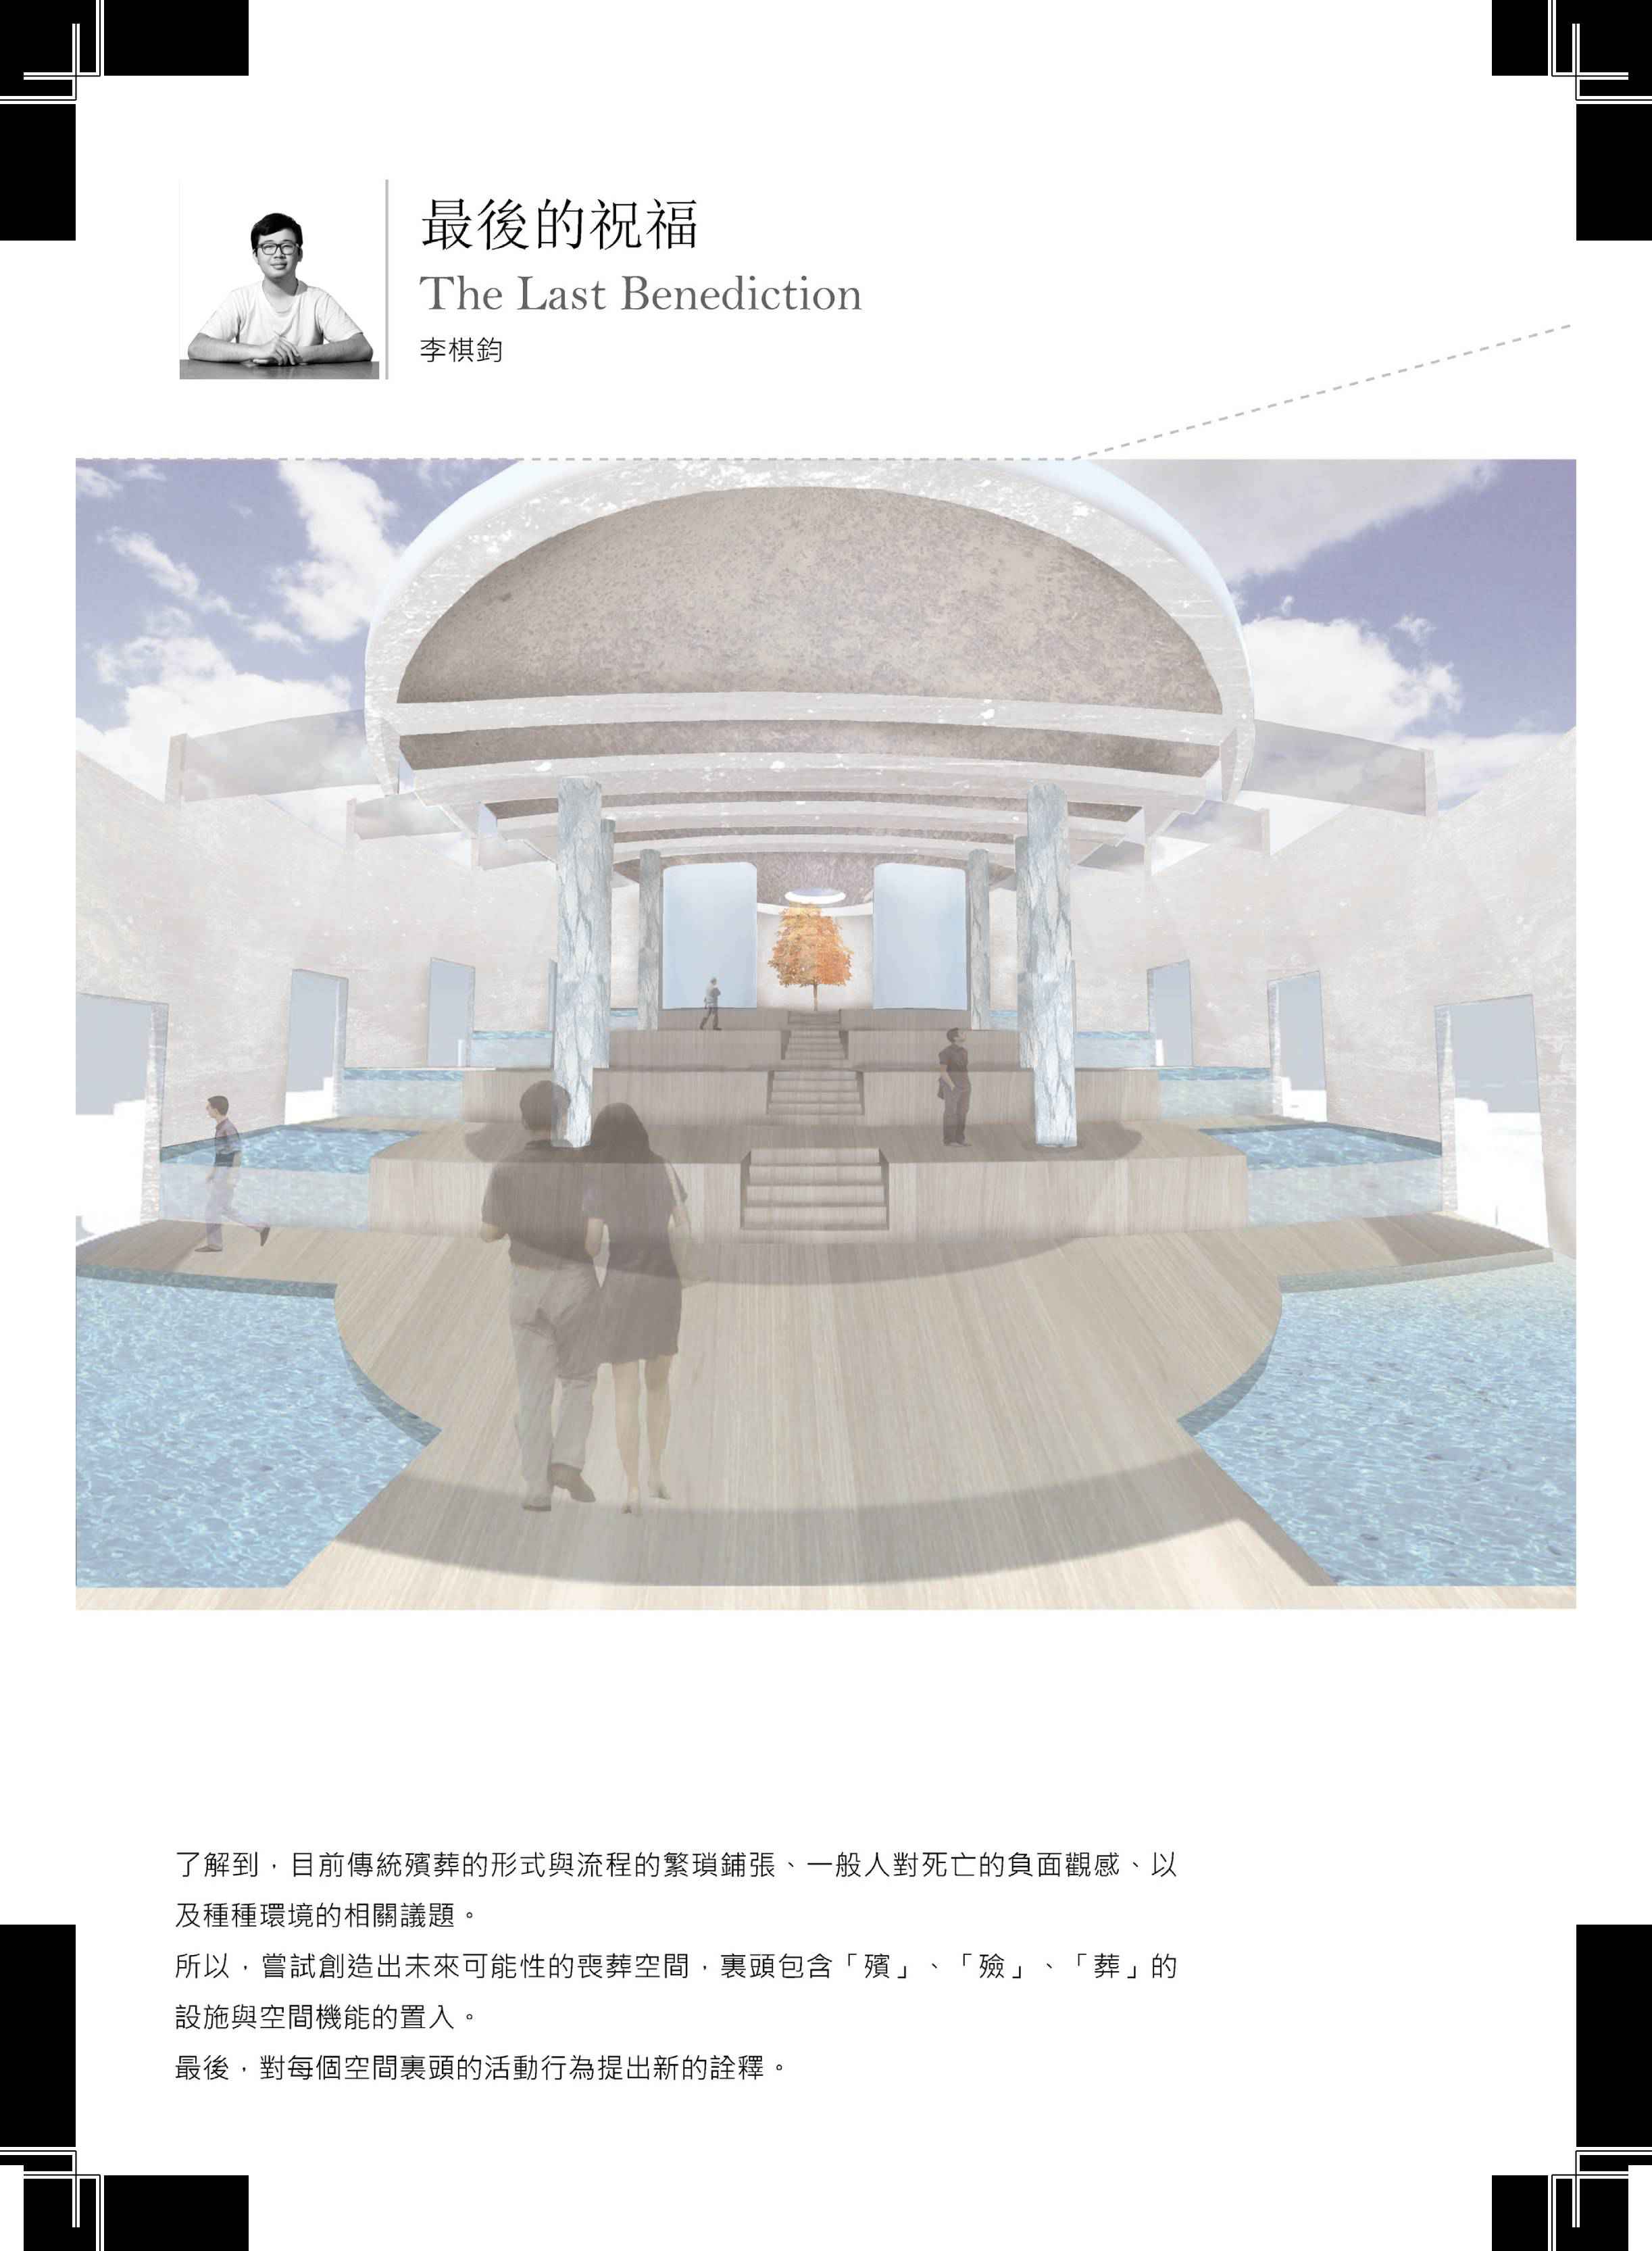 最後的祝福
The Last Benediction
李棋鈞
了解到，目前傳統殯葬的形式與流程的繁瑣鋪張、一般人對死亡的負面觀感、以
及種種環境的相關議題。
所以，嘗試創造出未來可能性的喪葬空間，裏頭包含「殯」、「殮」、「葬」的
設施與空間機能的置入。
最後，對每個空間裏頭的活動行為提出新的詮釋。